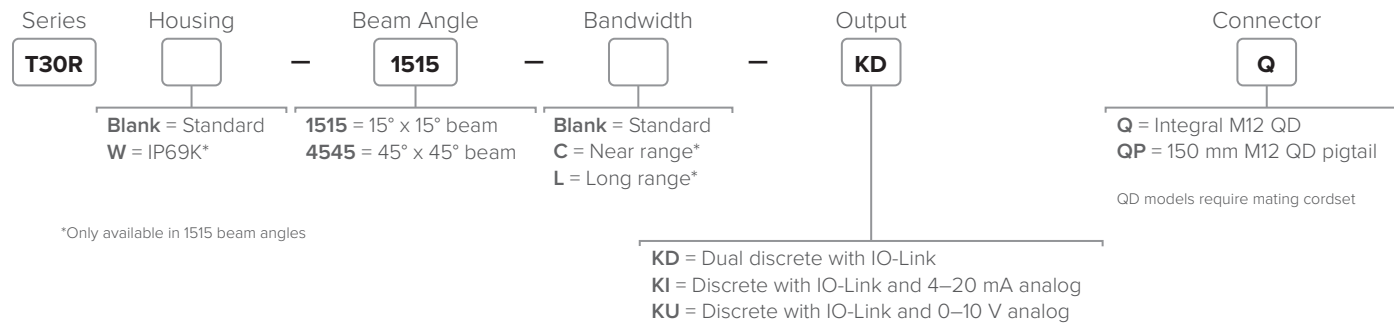 Series Housing Beam Angle Bandwidth Output Connector
T30R – 1515 – – KD Q
Blank = Standard
W = IP69K*
1515 = 15° x 15° beam
4545 = 45° x 45° beam
Blank = Standard
C = Near range*
L = Long range*
Q = Integral M12 QD
QP = 150 mm M12 QD pigtail
QD models require mating cordset
*Only available in 1515 beam angles
KD = Dual discrete with IO-Link
KI = Discrete with IO-Link and 4–20 mA analog
KU = Discrete with IO-Link and 0–10 V analog